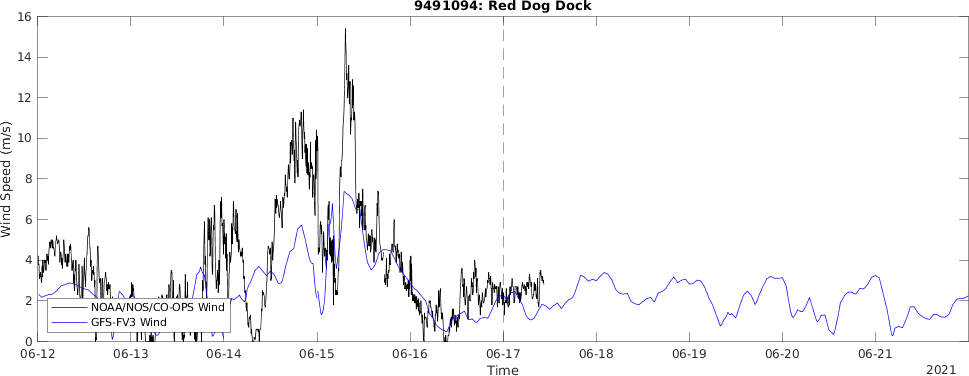 9491094: Red Dog Dock
16
14
12
10
8
6
4
2
0
Wind Speed (m/s)
NOAA/NOS/CO-OPS Wind
GFS-FV3 Wind
06-12 06-13 06-14 06-15 06-16 06-17 06-18 06-19 06-20 06-21
Time
2021